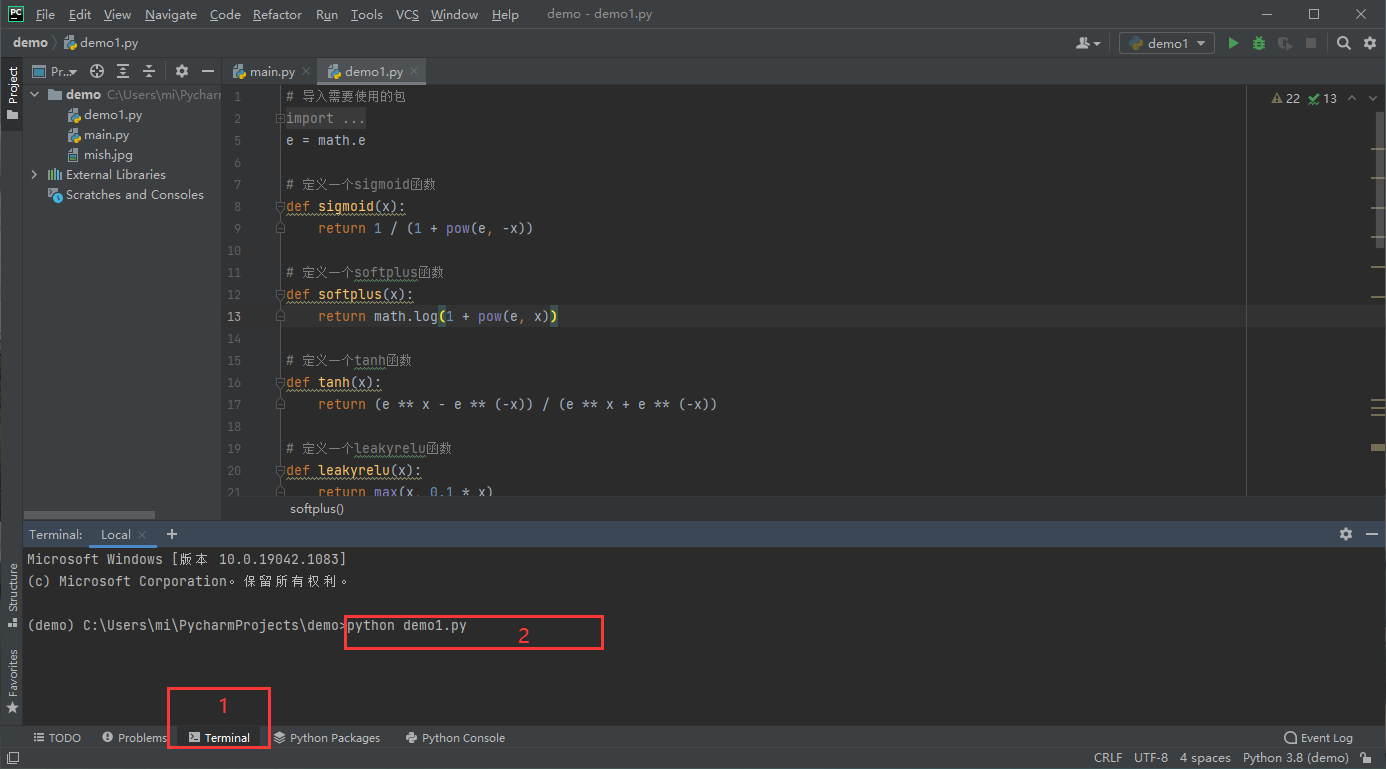 PC File Edit View Navigate Code Refactor Run Tools VCS Window Help demo - demo1.py
demo demo1.py demo1
Project
Pr... main.py demo1.py
demo C:\Users\mi\Pycharm
demo1.py
main.py
mish.jpg
External Libraries
Scratches and Consoles
22 13
1 # 导入需要使用的包
2 import ...
5 e = math.e
6
7 # 定义一个sigmoid函数
8 def sigmoid(x):
9 return 1 / (1 + pow(e, -x))
10
11 # 定义一个softplus函数
12 def softplus(x):
13 return math.log(1 + pow(e, x))
14
15 # 定义一个tanh函数
16 def tanh(x):
17 return (e ** x - e ** (-x)) / (e ** x + e ** (-x))
18
19 # 定义一个leakyrelu函数
20 def leakyrelu(x):
21 return max(x, 0.1 * x)
softplus()
Terminal: Local
Microsoft Windows [版本 10.0.19042.1083]
(c) Microsoft Corporation。保留所有权利。
(demo) C:\Users\mi\PycharmProjects\demo>python demo1.py
2
1
Structure
Favorites
TODO Problems Terminal Python Packages Python Console Event Log
CRLF UTF-8 4 spaces Python 3.8 (demo)